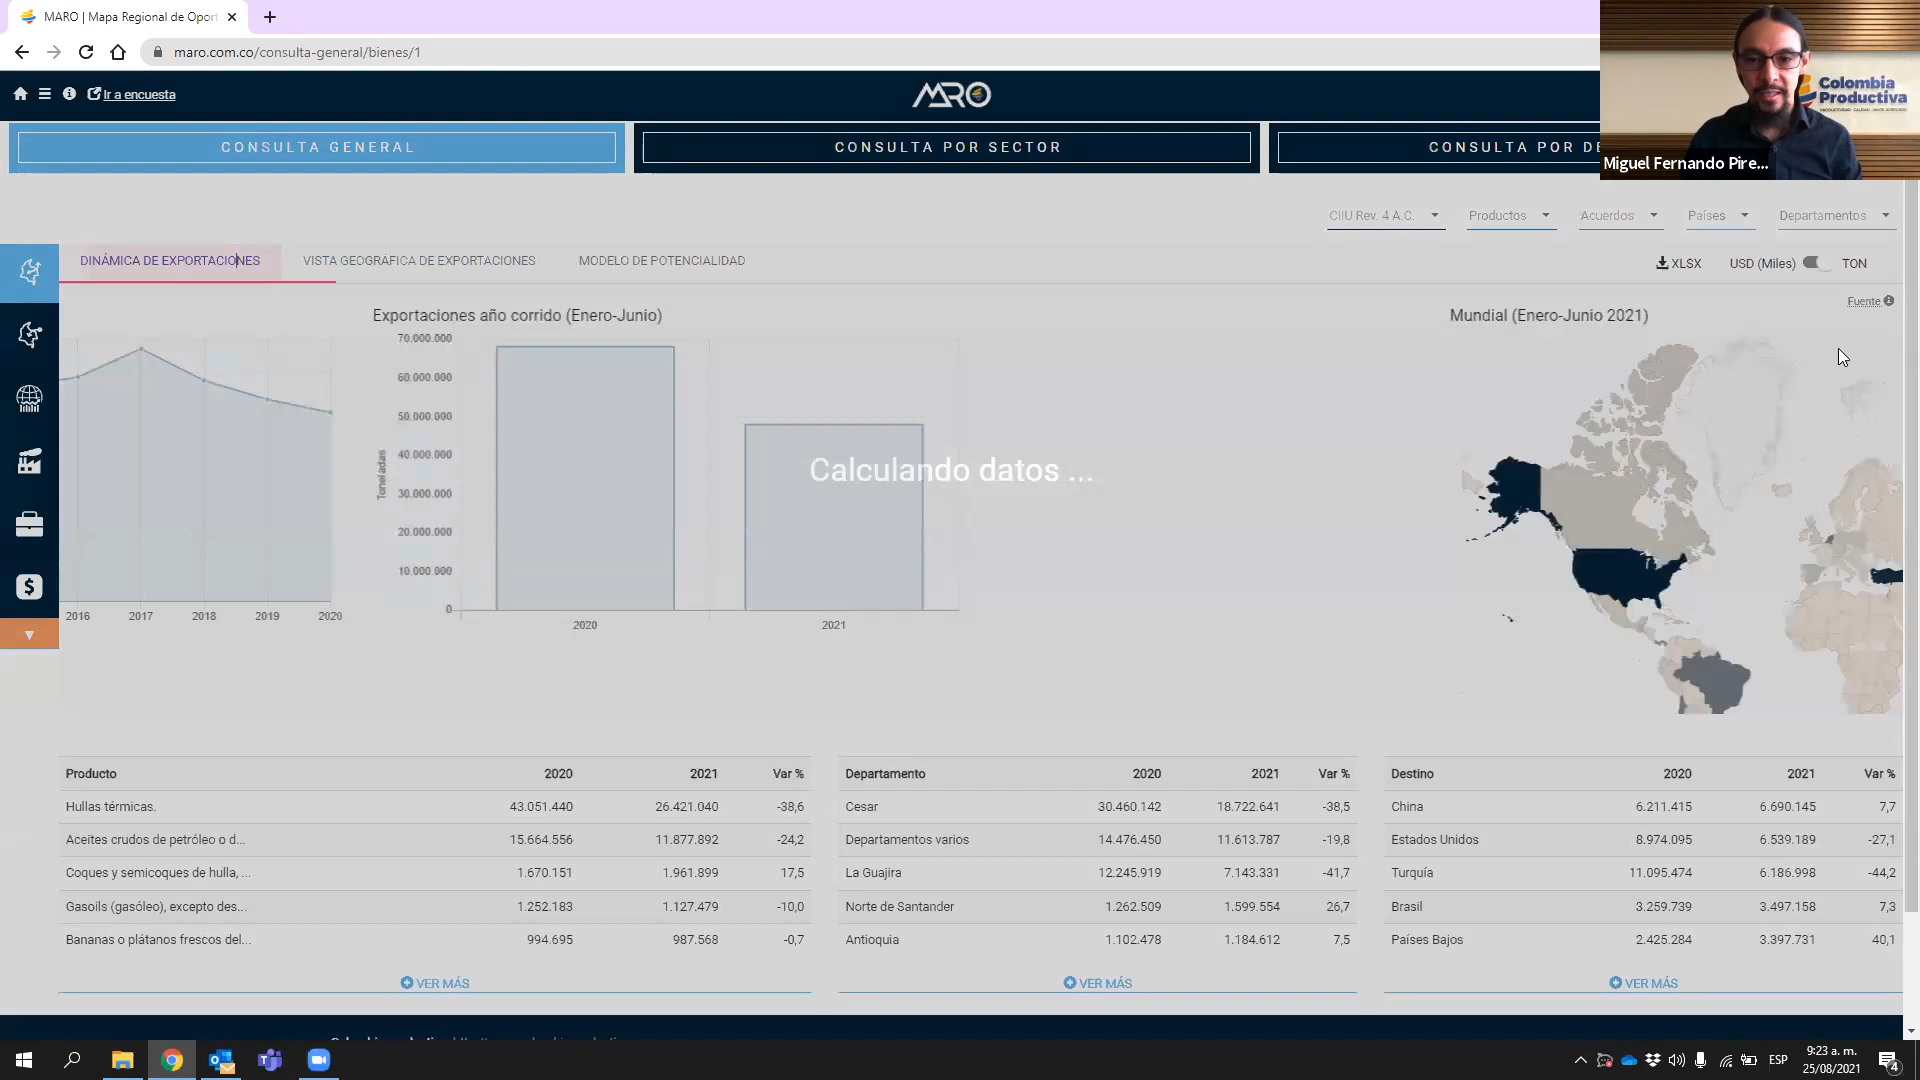 MARO | Mapa Regional de Oport
maro.com.co/consulta-general/bienes/1
Ir a encuesta
MRO
Colombia
Productiva
Miguel Fernando Pire...
CONSULTA GENERAL
CONSULTA POR SECTOR
CONSULTA POR DE
CIIU Rev. 4 A.C.
Productos
Acuerdos
Países
Departamentos
DINÁMICA DE EXPORTACIONES
VISTA GEOGRÁFICA DE EXPORTACIONES
MODELO DE POTENCIALIDAD
XLSX
USD (Miles)
TON
Fuente
Exportaciones año corrido (Enero-Junio)
Mundial (Enero-Junio 2021)
70.000.000
60.000.000
50.000.000
40.000.000
30.000.000
20.000.000
10.000.000
0
Toneladas
Calculando datos ...
2016 2017 2018 2019 2020
2020 2021
Producto 2020 2021 Var %
Hullas térmicas. 43.051.440 26.421.040 -38,6
Aceites crudos de petróleo o d... 15.664.556 11.877.892 -24,2
Coques y semicoques de hulla, ... 1.670.151 1.961.899 17,5
Gasoils (gasóleo), excepto des... 1.252.183 1.127.479 -10,0
Bananas o plátanos frescos del... 994.695 987.568 -0,7
VER MÁS
Departamento 2020 2021 Var %
Cesar 30.460.142 18.722.641 -38,5
Departamentos varios 14.476.450 11.613.787 -19,8
La Guajira 12.245.919 7.143.331 -41,7
Norte de Santander 1.262.509 1.599.554 26,7
Antioquia 1.102.478 1.184.612 7,5
VER MÁS
Destino 2020 2021 Var %
China 6.211.415 6.690.145 7,7
Estados Unidos 8.974.095 6.539.189 -27,1
Turquía 11.095.474 6.186.998 -44,2
Brasil 3.259.739 3.497.158 7,3
Países Bajos 2.425.284 3.397.731 40,1
VER MÁS
ESP
9:23 a. m.
25/08/2021
4